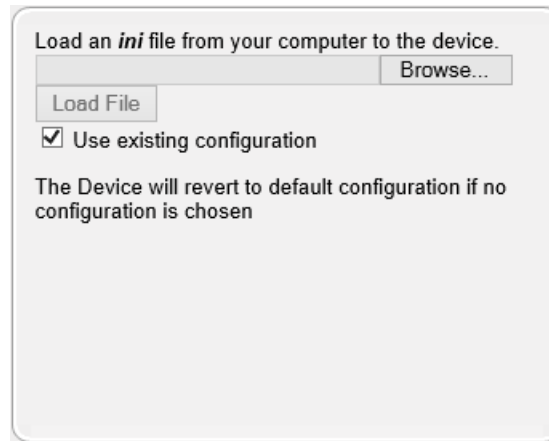 Load an ini file from your computer to the device.
Browse...
Load File
Use existing configuration
The Device will revert to default configuration if no
configuration is chosen